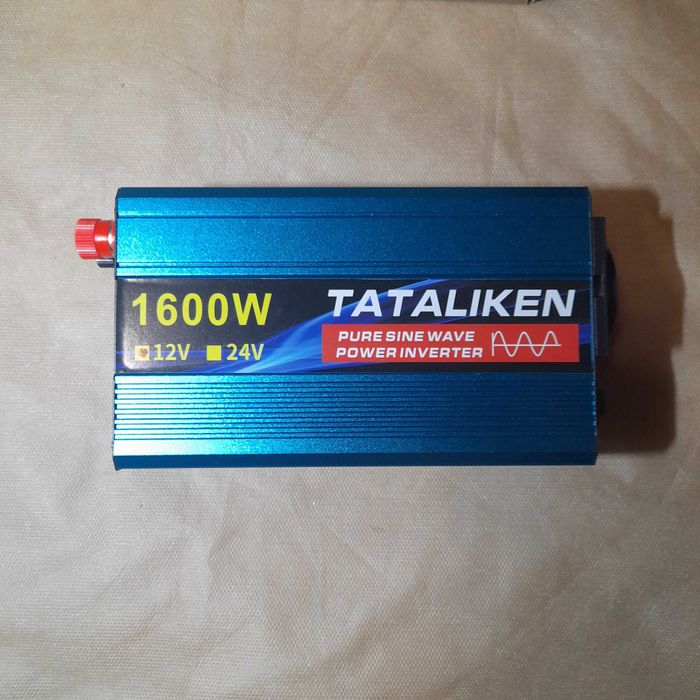 1600W
12V 24V
TATALIKEN
PURE SINE WAVE
POWER INVERTER